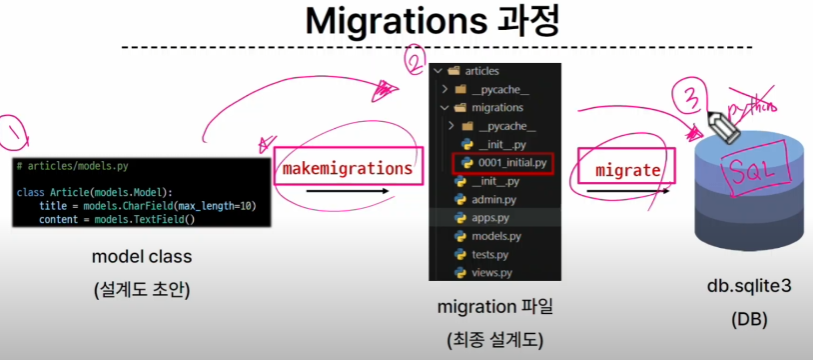 Migrations 과정
1
# articles/models.py
class Article(models.Model):
title = models.CharField(max_length=10)
content = models.TextField()
model class
(설계도 초안)
makemigrations
2
articles
__pycache__
migrations
__pycache__
__init__.py
0001_initial.py
__init__.py
admin.py
apps.py
models.py
tests.py
views.py
migration 파일
(최종 설계도)
migrate
3
python
SQL
db.sqlite3
(DB)